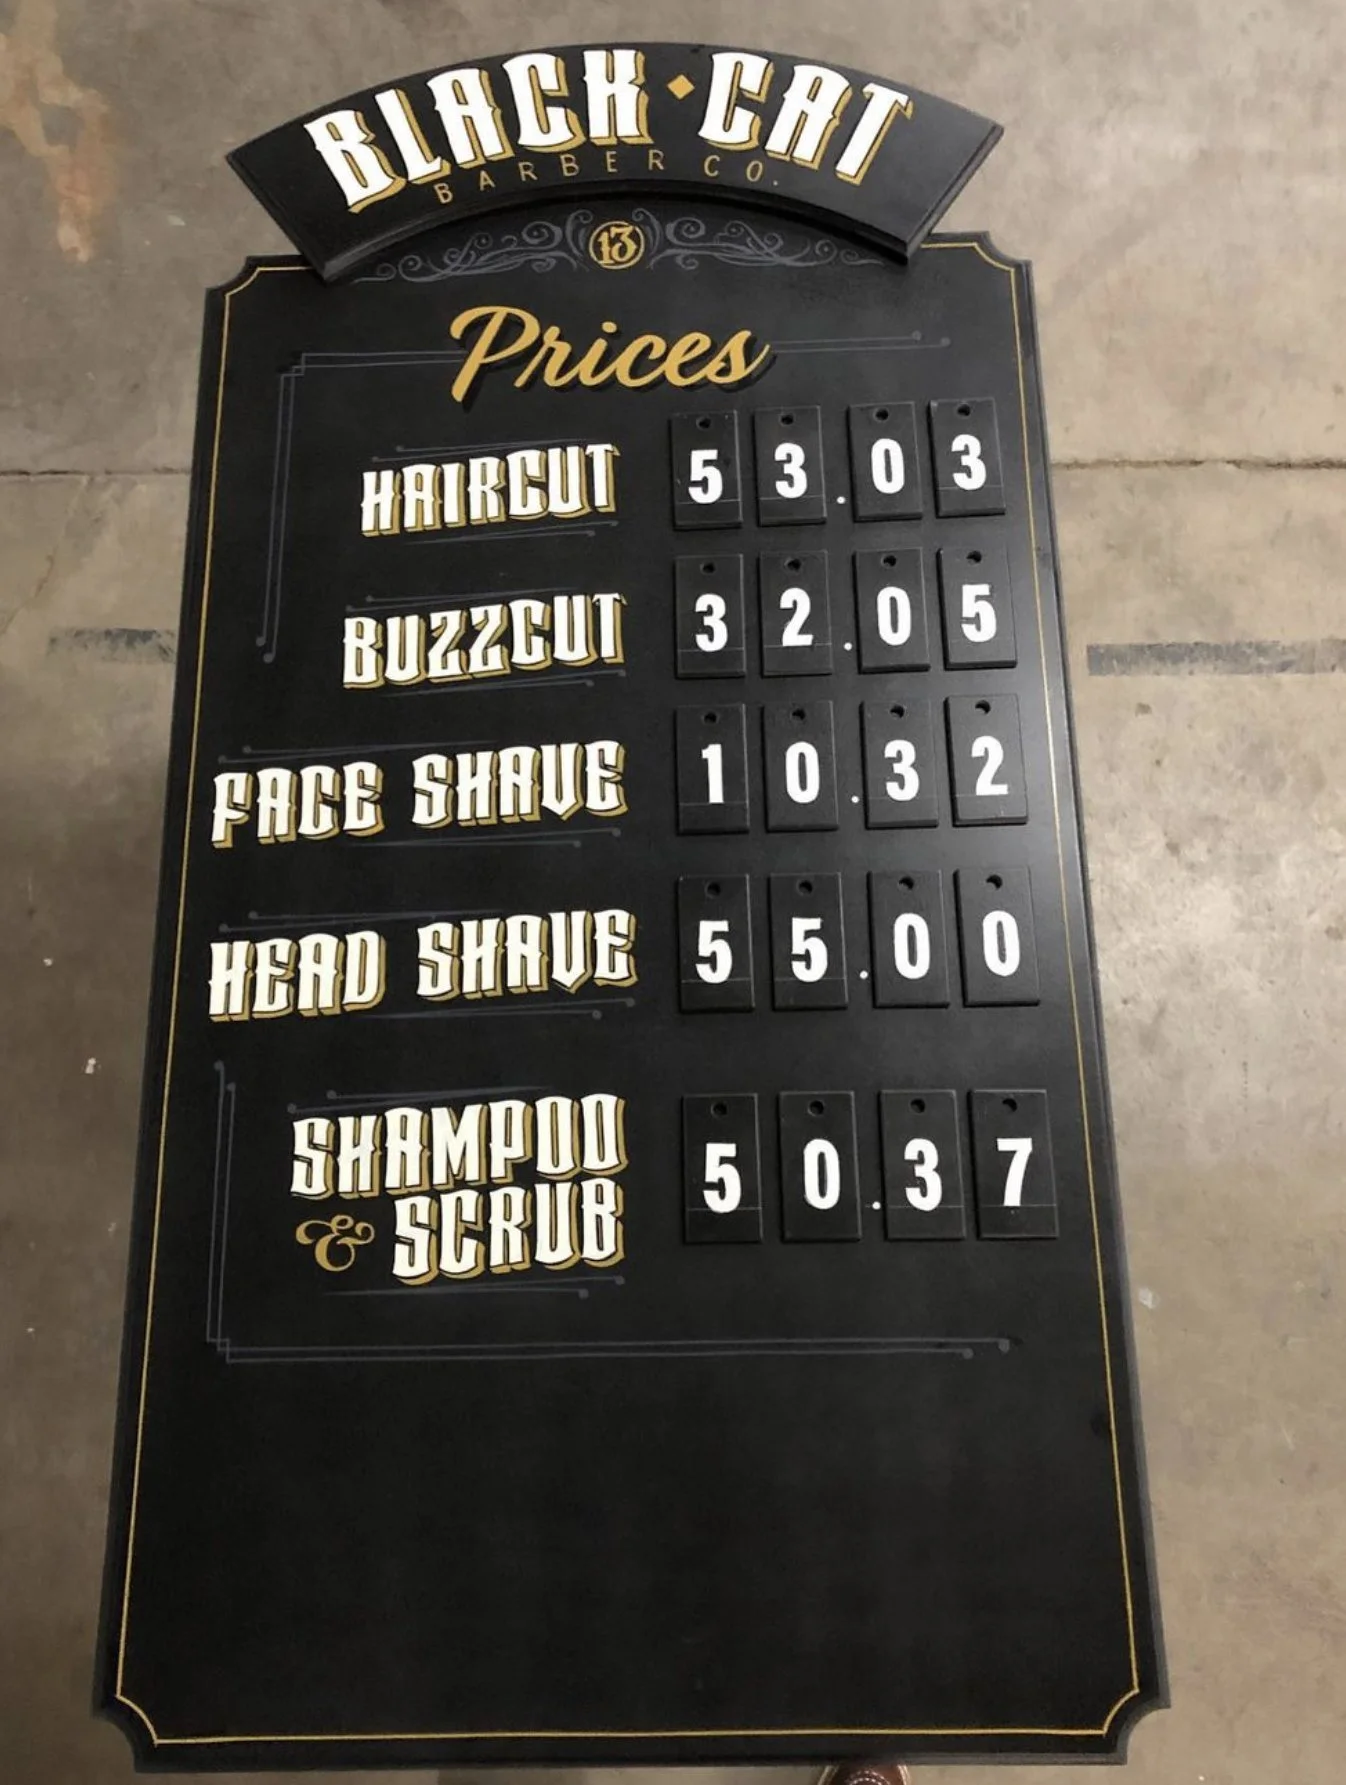 BLACK·CAT
BARBER CO.
13
Prices
HAIRCUT 53.03
BUZZCUT 32.05
FACE SHAVE 10.32
HEAD SHAVE 55.00
SHAMPOO
& SCRUB 50.37